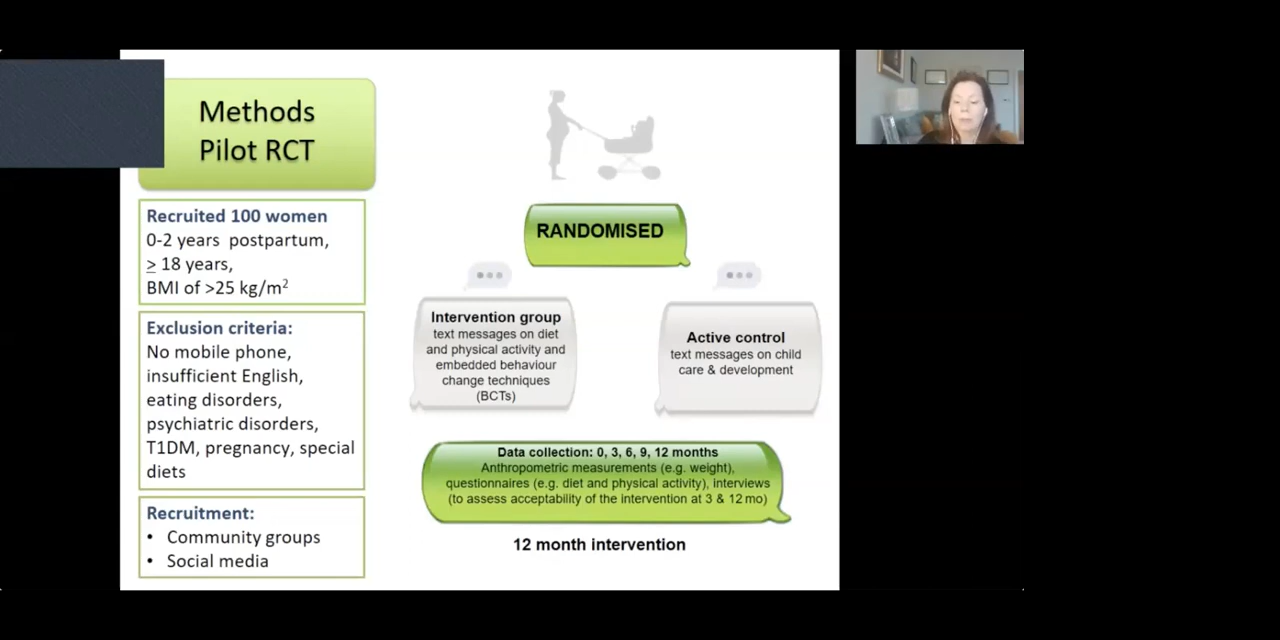 Methods
Pilot RCT
Recruited 100 women
0-2 years postpartum,
≥ 18 years,
BMI of >25 kg/m²
Exclusion criteria:
No mobile phone,
insufficient English,
eating disorders,
psychiatric disorders,
T1DM, pregnancy, special
diets
Recruitment:
• Community groups
• Social media
RANDOMISED
Intervention group
text messages on diet
and physical activity and
embedded behaviour
change techniques
(BCTs)
Active control
text messages on child
care & development
Data collection: 0, 3, 6, 9, 12 months
Anthropometric measurements (e.g. weight),
questionnaires (e.g. diet and physical activity), interviews
(to assess acceptability of the intervention at 3 & 12 mo)
12 month intervention